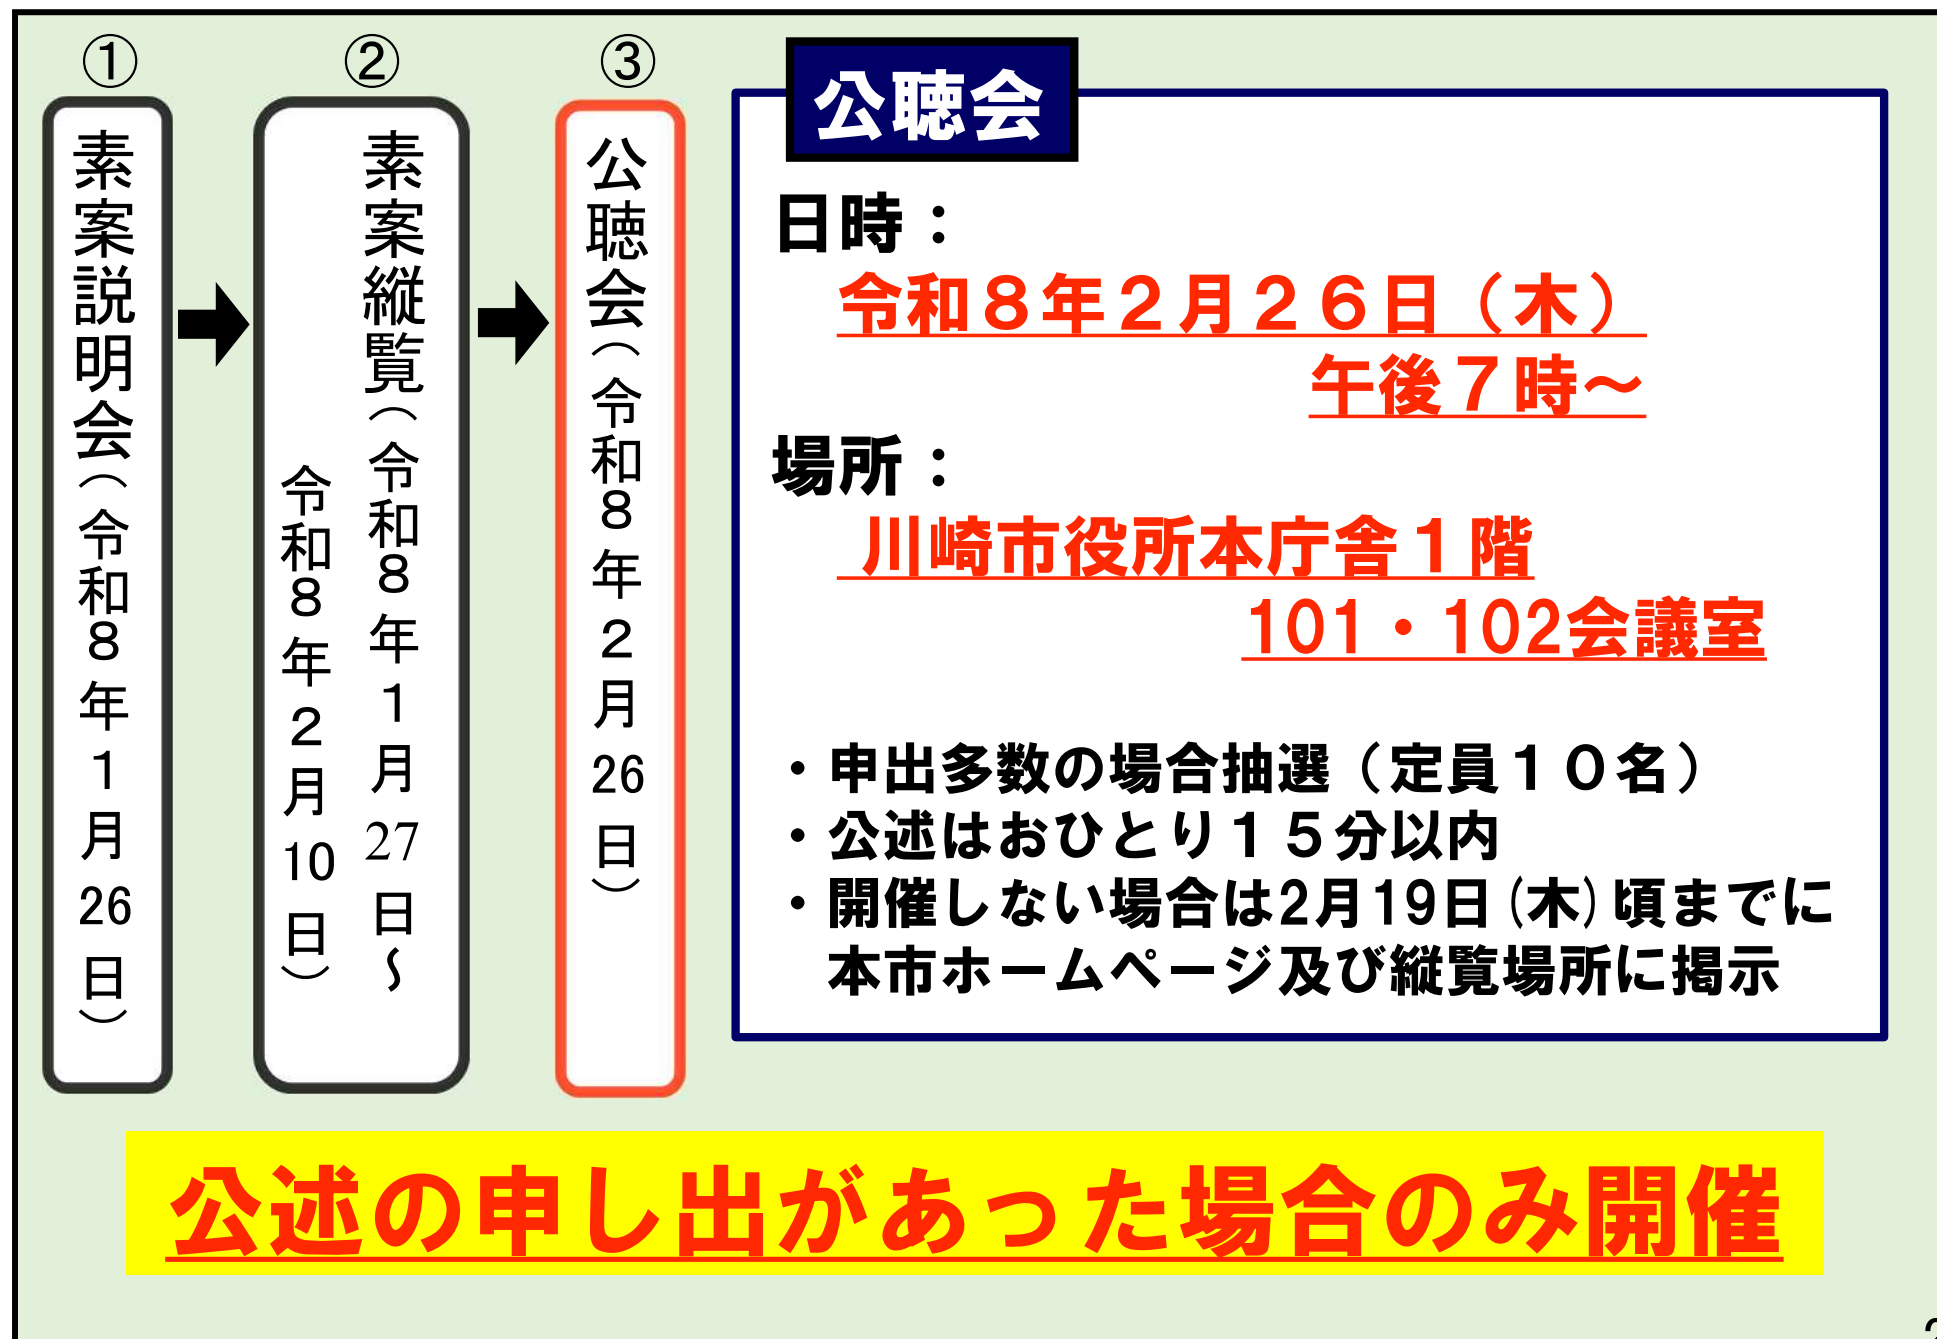 ①
素案説明会（令和８年１月26日）
②
素案縦覧（令和８年１月27日～
令和８年２月10日）
③
公聴会（令和８年２月26日）
公聴会
日時：
令和８年２月２６日（木）
午後７時～
場所：
川崎市役所本庁舎１階
101・102会議室
・申出多数の場合抽選（定員１０名）
・公述はおひとり１５分以内
・開催しない場合は2月19日(木)頃までに
本市ホームページ及び縦覧場所に掲示
公述の申し出があった場合のみ開催